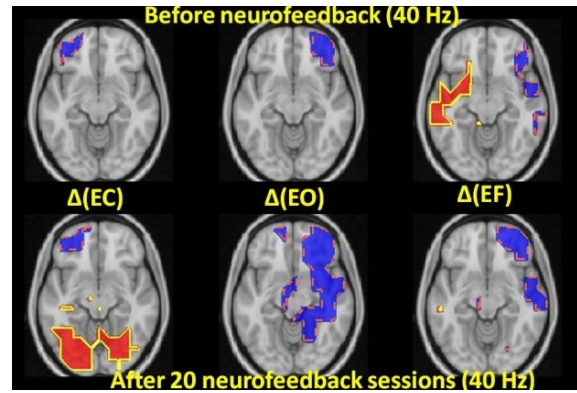 Before neurofeedback (40 Hz)
Δ(EC) Δ(EO) Δ(EF)
After 20 neurofeedback sessions (40 Hz)